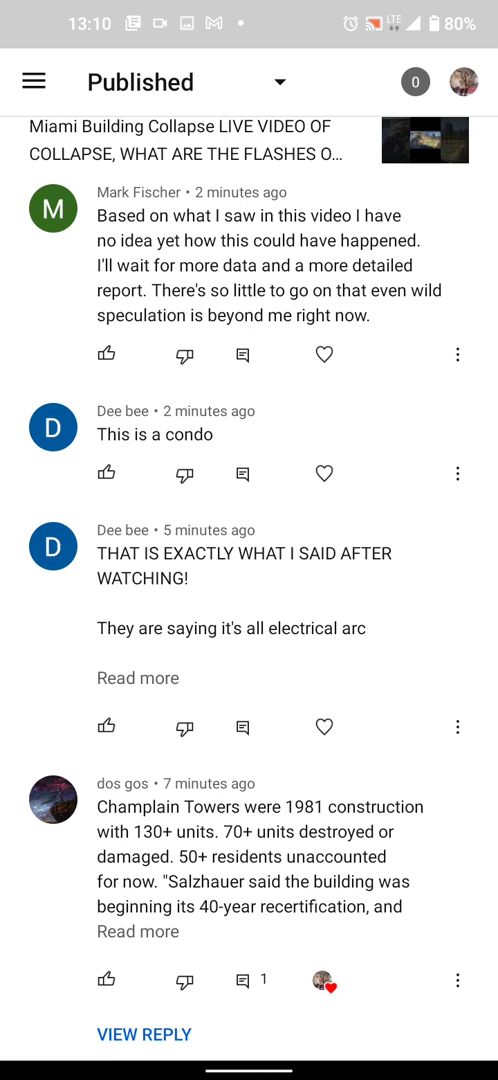 13:10
LTE
80%
Published
0
Miami Building Collapse LIVE VIDEO OF
COLLAPSE, WHAT ARE THE FLASHES O...
M
Mark Fischer • 2 minutes ago
Based on what I saw in this video I have
no idea yet how this could have happened.
I'll wait for more data and a more detailed
report. There's so little to go on that even wild
speculation is beyond me right now.
D
Dee bee • 2 minutes ago
This is a condo
D
Dee bee • 5 minutes ago
THAT IS EXACTLY WHAT I SAID AFTER
WATCHING!
They are saying it's all electrical arc
Read more
dos gos • 7 minutes ago
Champlain Towers were 1981 construction
with 130+ units. 70+ units destroyed or
damaged. 50+ residents unaccounted
for now. "Salzhauer said the building was
beginning its 40-year recertification, and
Read more
1
VIEW REPLY